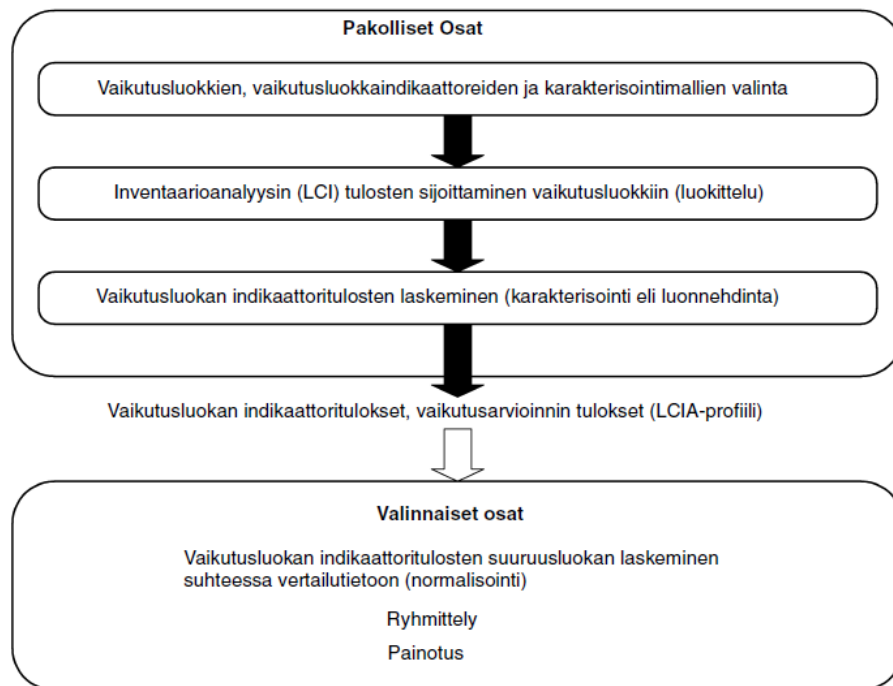 Pakolliset Osat
Vaikutusluokkien, vaikutusluokkaindikaattoreiden ja karakterisointimallien valinta
Inventaarioanalyysin (LCI) tulosten sijoittaminen vaikutusluokkiin (luokittelu)
Vaikutusluokan indikaattoritulosten laskeminen (karakterisointi eli luonnehdinta)
Vaikutusluokan indikaattoritulokset, vaikutusarvioinnin tulokset (LCIA-profiili)
Valinnaiset osat
Vaikutusluokan indikaattoritulosten suuruusluokan laskeminen
suhteessa vertailutietoon (normalisointi)
Ryhmittely
Painotus